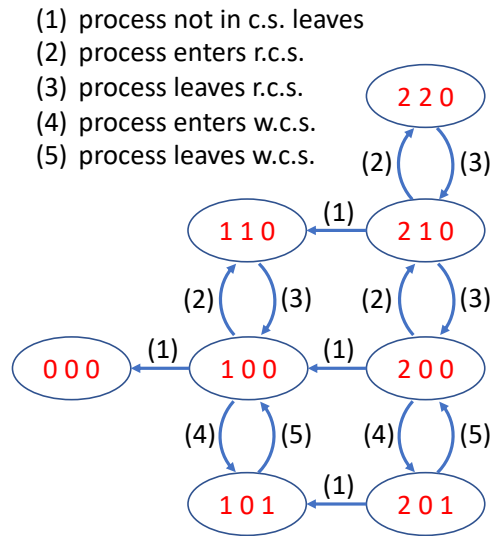 (1) process not in c.s. leaves
(2) process enters r.c.s.
(3) process leaves r.c.s.
(4) process enters w.c.s.
(5) process leaves w.c.s.
2 2 0
(2) (3)
(1)
1 1 0
2 1 0
(2) (3) (2) (3)
(1) (1)
0 0 0
1 0 0
2 0 0
(4) (5) (4) (5)
(1)
1 0 1
2 0 1